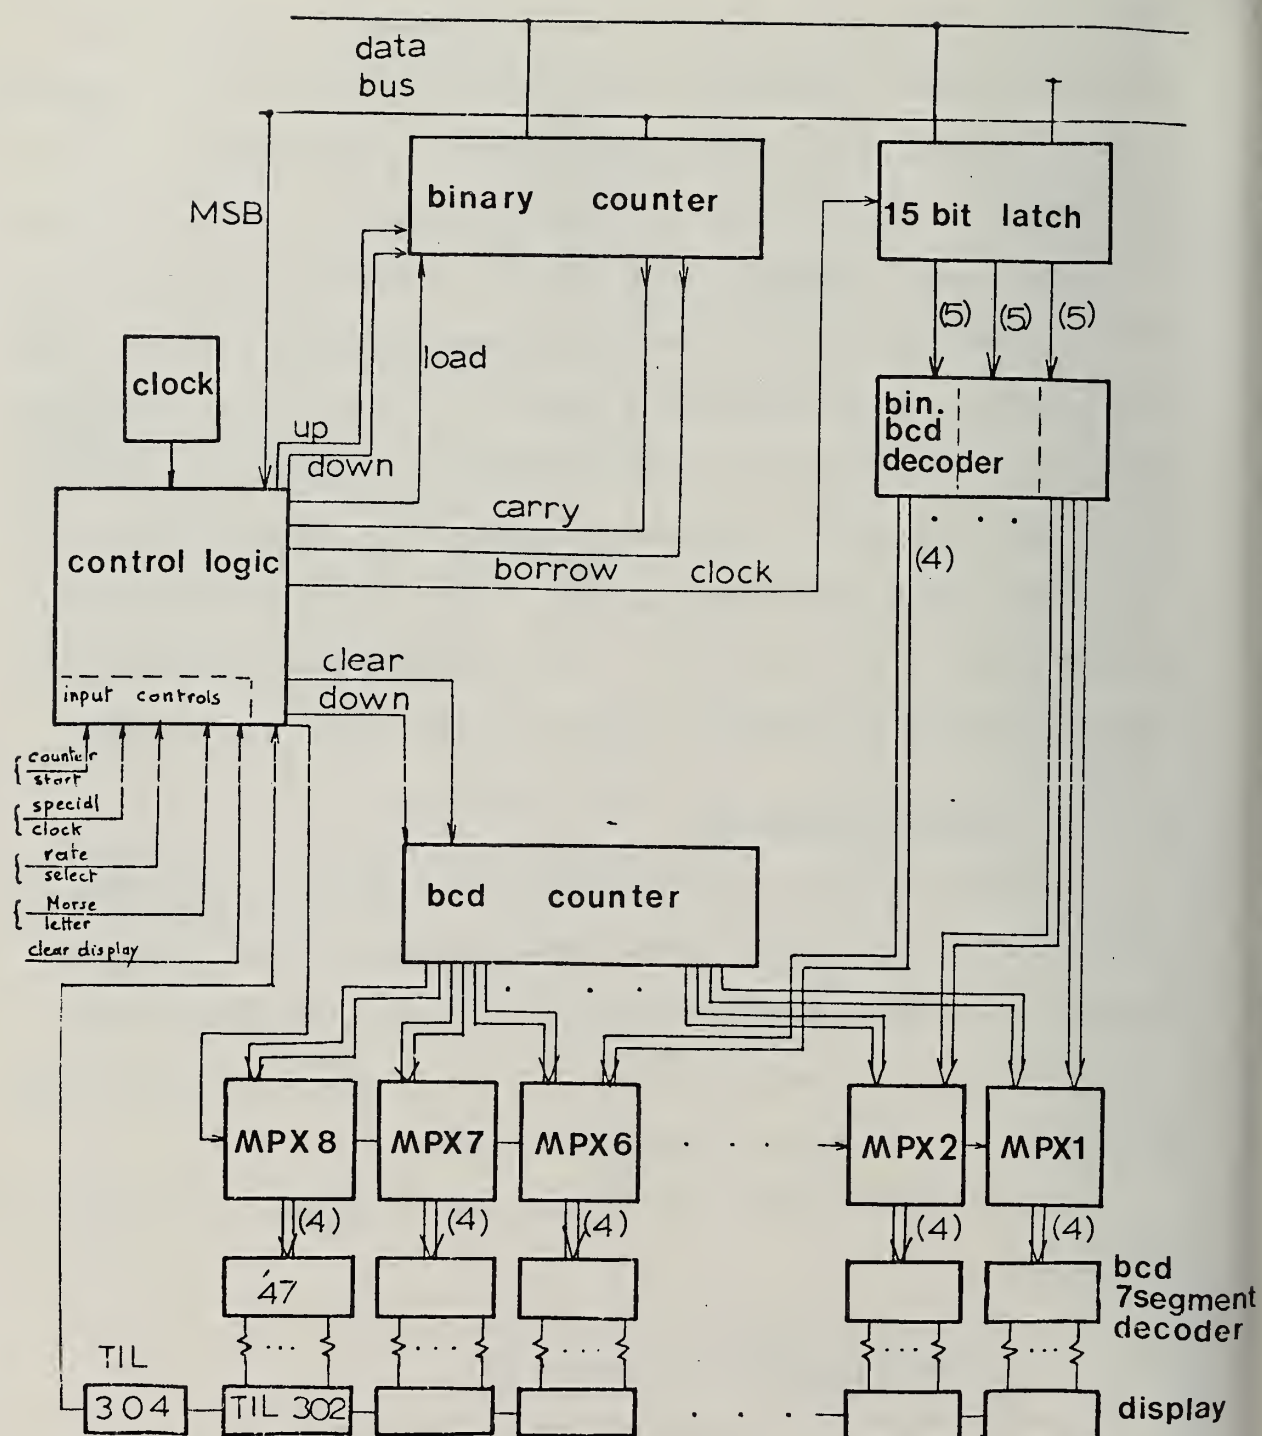 data
bus
MSB
binary counter
15 bit latch
(5) (5) (5)
clock
load
up
down
bin.
bcd
decoder
carry
(4)
control logic
borrow clock
clear
down
input controls
counter
start
special
clock
rate
select
Morse
letter
clear display
bcd counter
MPX8 MPX7 MPX6 MPX2 MPX1
(4) (4) (4) (4) (4)
'47
bcd
7segment
decoder
TIL
304 TIL 302
display